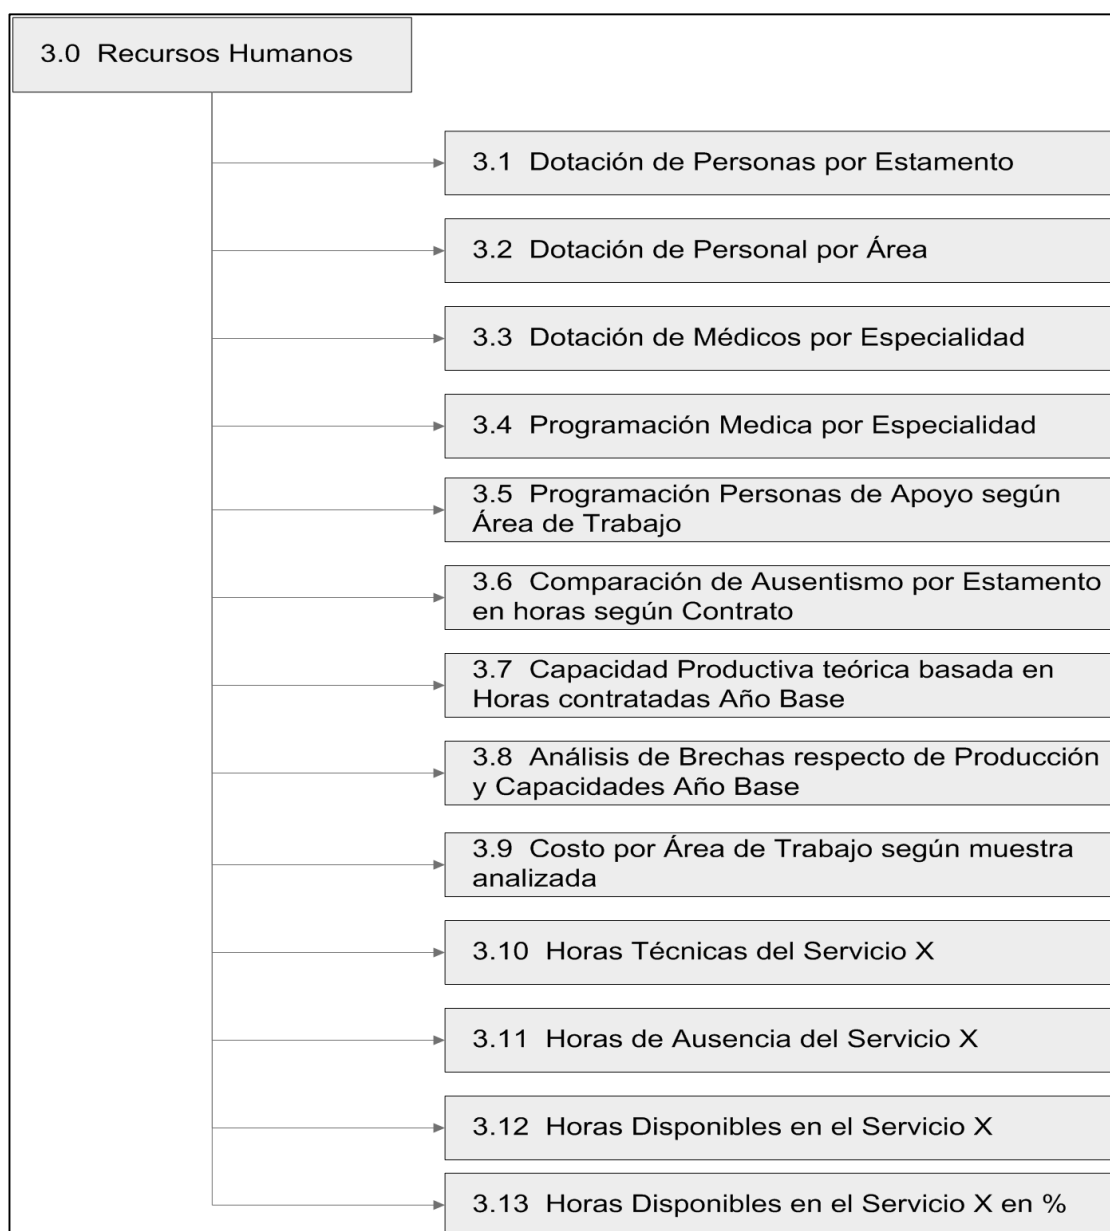 3.0 Recursos Humanos
3.1 Dotación de Personas por Estamento
3.2 Dotación de Personal por Área
3.3 Dotación de Médicos por Especialidad
3.4 Programación Medica por Especialidad
3.5 Programación Personas de Apoyo según
Área de Trabajo
3.6 Comparación de Ausentismo por Estamento
en horas según Contrato
3.7 Capacidad Productiva teórica basada en
Horas contratadas Año Base
3.8 Análisis de Brechas respecto de Producción
y Capacidades Año Base
3.9 Costo por Área de Trabajo según muestra
analizada
3.10 Horas Técnicas del Servicio X
3.11 Horas de Ausencia del Servicio X
3.12 Horas Disponibles en el Servicio X
3.13 Horas Disponibles en el Servicio X en %